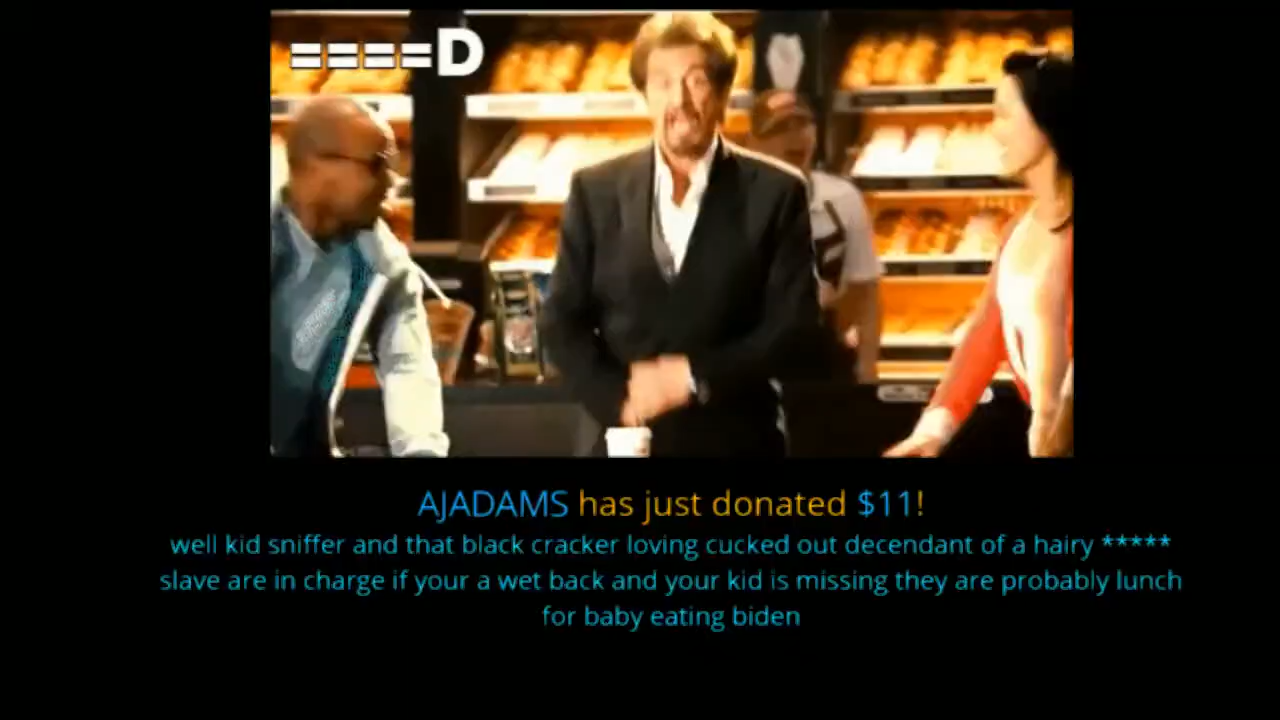 ====D
AJADAMS has just donated $11!
well kid sniffer and that black cracker loving cucked out decendant of a hairy *****
slave are in charge if your a wet back and your kid is missing they are probably lunch
for baby eating biden